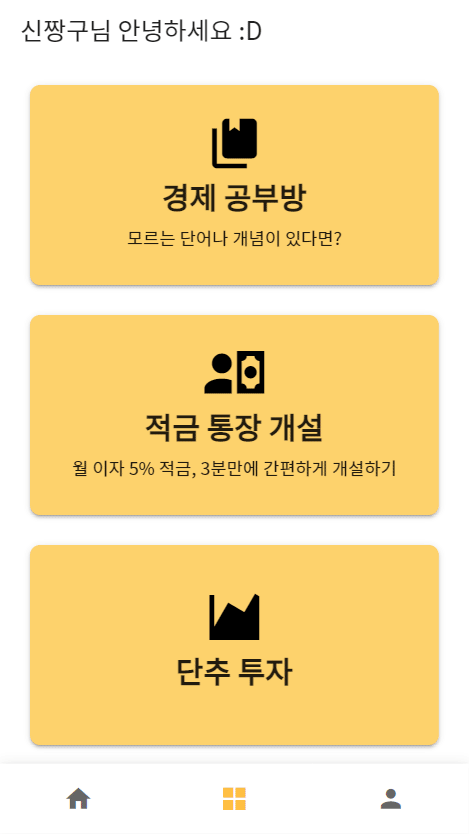 신짱구님 안녕하세요 :D
경제 공부방
모르는 단어나 개념이 있다면?
적금 통장 개설
월 이자 5% 적금, 3분만에 간편하게 개설하기
단추 투자